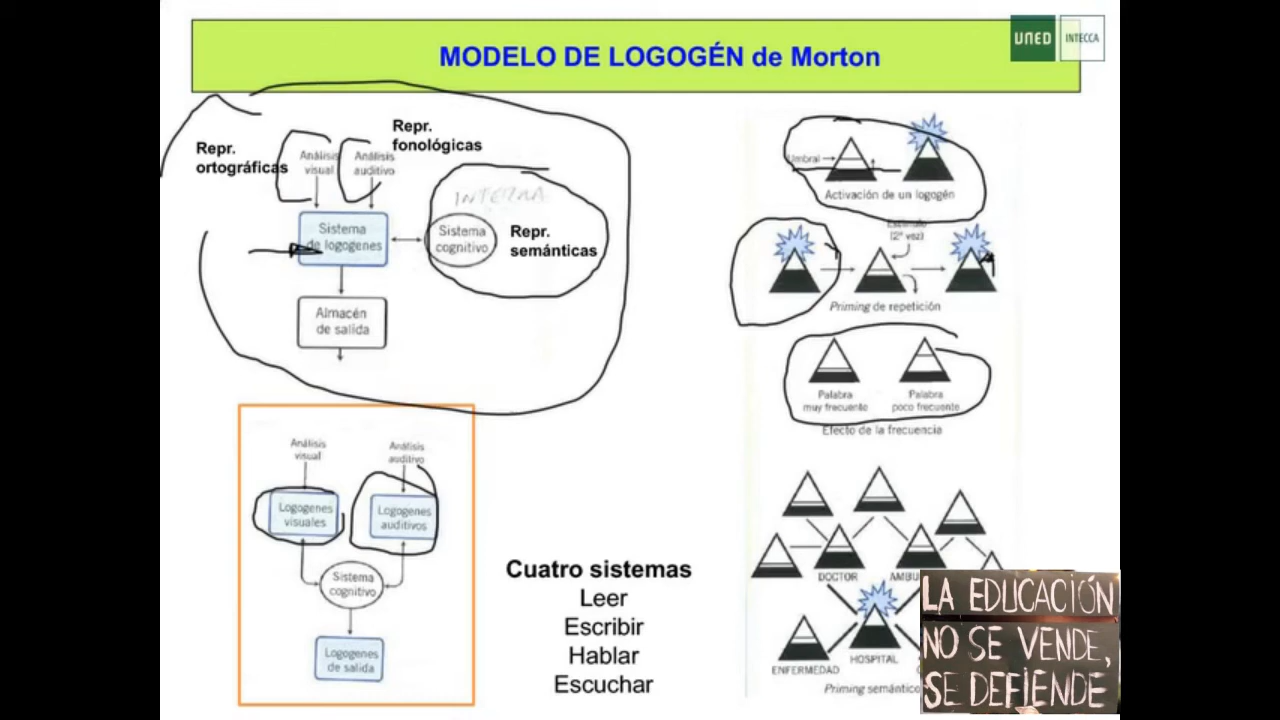 MODELO DE LOGOGÉN de Morton
UNED
INTECCA
Repr.
ortográficas
Análisis
visual
Análisis
auditivo
Repr.
fonológicas
INTERNA
Sistema
de logogenes
Sistema
cognitivo
Repr.
semánticas
Almacén
de salida
Umbral
Activación de un logogén
Estímulo
(2ª vez)
Priming de repetición
Palabra
muy frecuente
Palabra
poco frecuente
Efecto de la frecuencia
Análisis
visual
Análisis
auditivo
Logogenes
visuales
Logogenes
auditivos
Sistema
cognitivo
Logogenes
de salida
Cuatro sistemas
Leer
Escribir
Hablar
Escuchar
DOCTOR
AMBU
ENFERMEDAD
HOSPITAL
Priming semántico
LA EDUCACIÓN
NO SE VENDE,
SE DEFIENDE